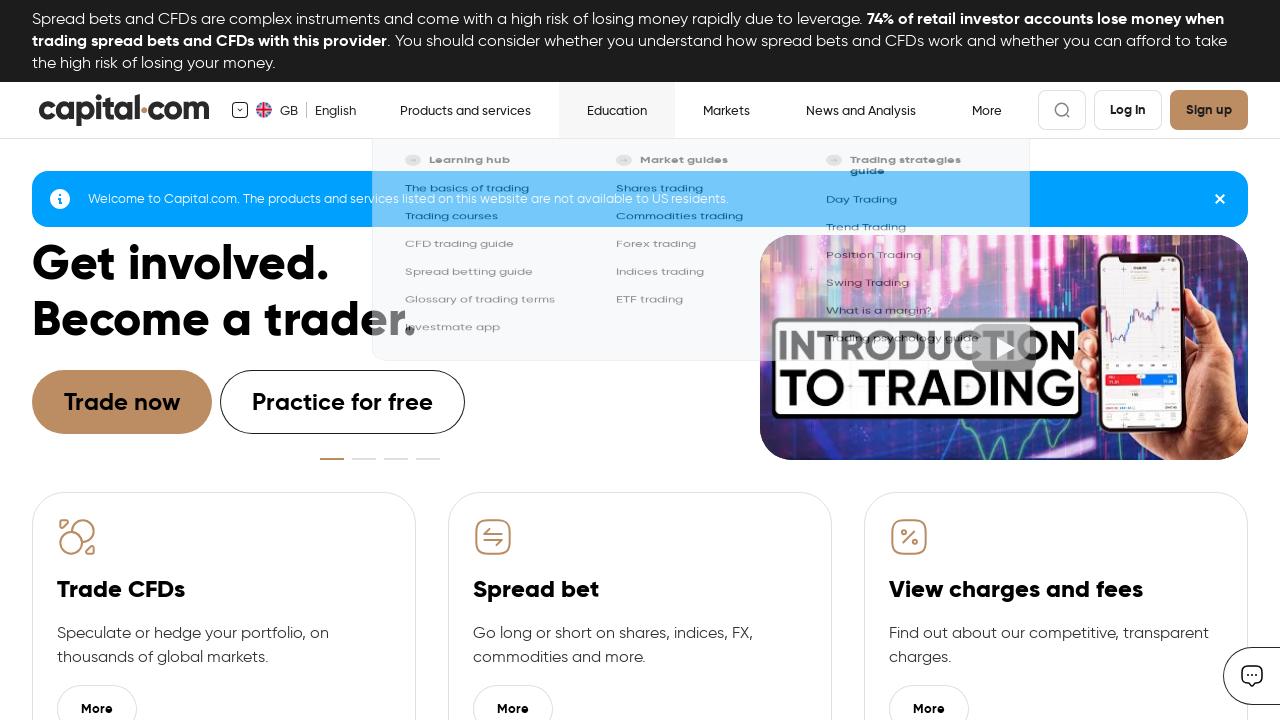 Spread bets and CFDs are complex instruments and come with a high risk of losing money rapidly due to leverage. 74% of retail investor accounts lose money when
trading spread bets and CFDs with this provider. You should consider whether you understand how spread bets and CFDs work and whether you can afford to take
the high risk of losing your money.
capital.com
GB
English
Products and services
Education
Markets
News and Analysis
More
Log In
Sign up
Learning hub
The basics of trading
Trading courses
CFD trading guide
Spread betting guide
Glossary of trading terms
Investmate app
Market guides
Shares trading
Commodities trading
Forex trading
Indices trading
ETF trading
Trading strategies
guide
Day Trading
Trend Trading
Position Trading
Swing Trading
What is a margin?
Trading psychology guide
Welcome to Capital.com. The products and services listed on this website are not available to US residents.
Get involved.
Become a trader.
Trade now
Practice for free
INTRODUCTION
TO TRADING
Trade CFDs
Speculate or hedge your portfolio, on
thousands of global markets.
More
Spread bet
Go long or short on shares, indices, FX,
commodities and more.
More
View charges and fees
Find out about our competitive, transparent
charges.
More